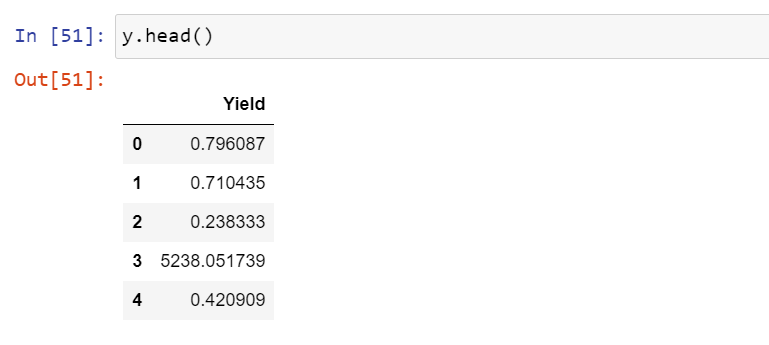 In [51]: y.head()
Out[51]:
Yield
0 0.796087
1 0.710435
2 0.238333
3 5238.051739
4 0.420909